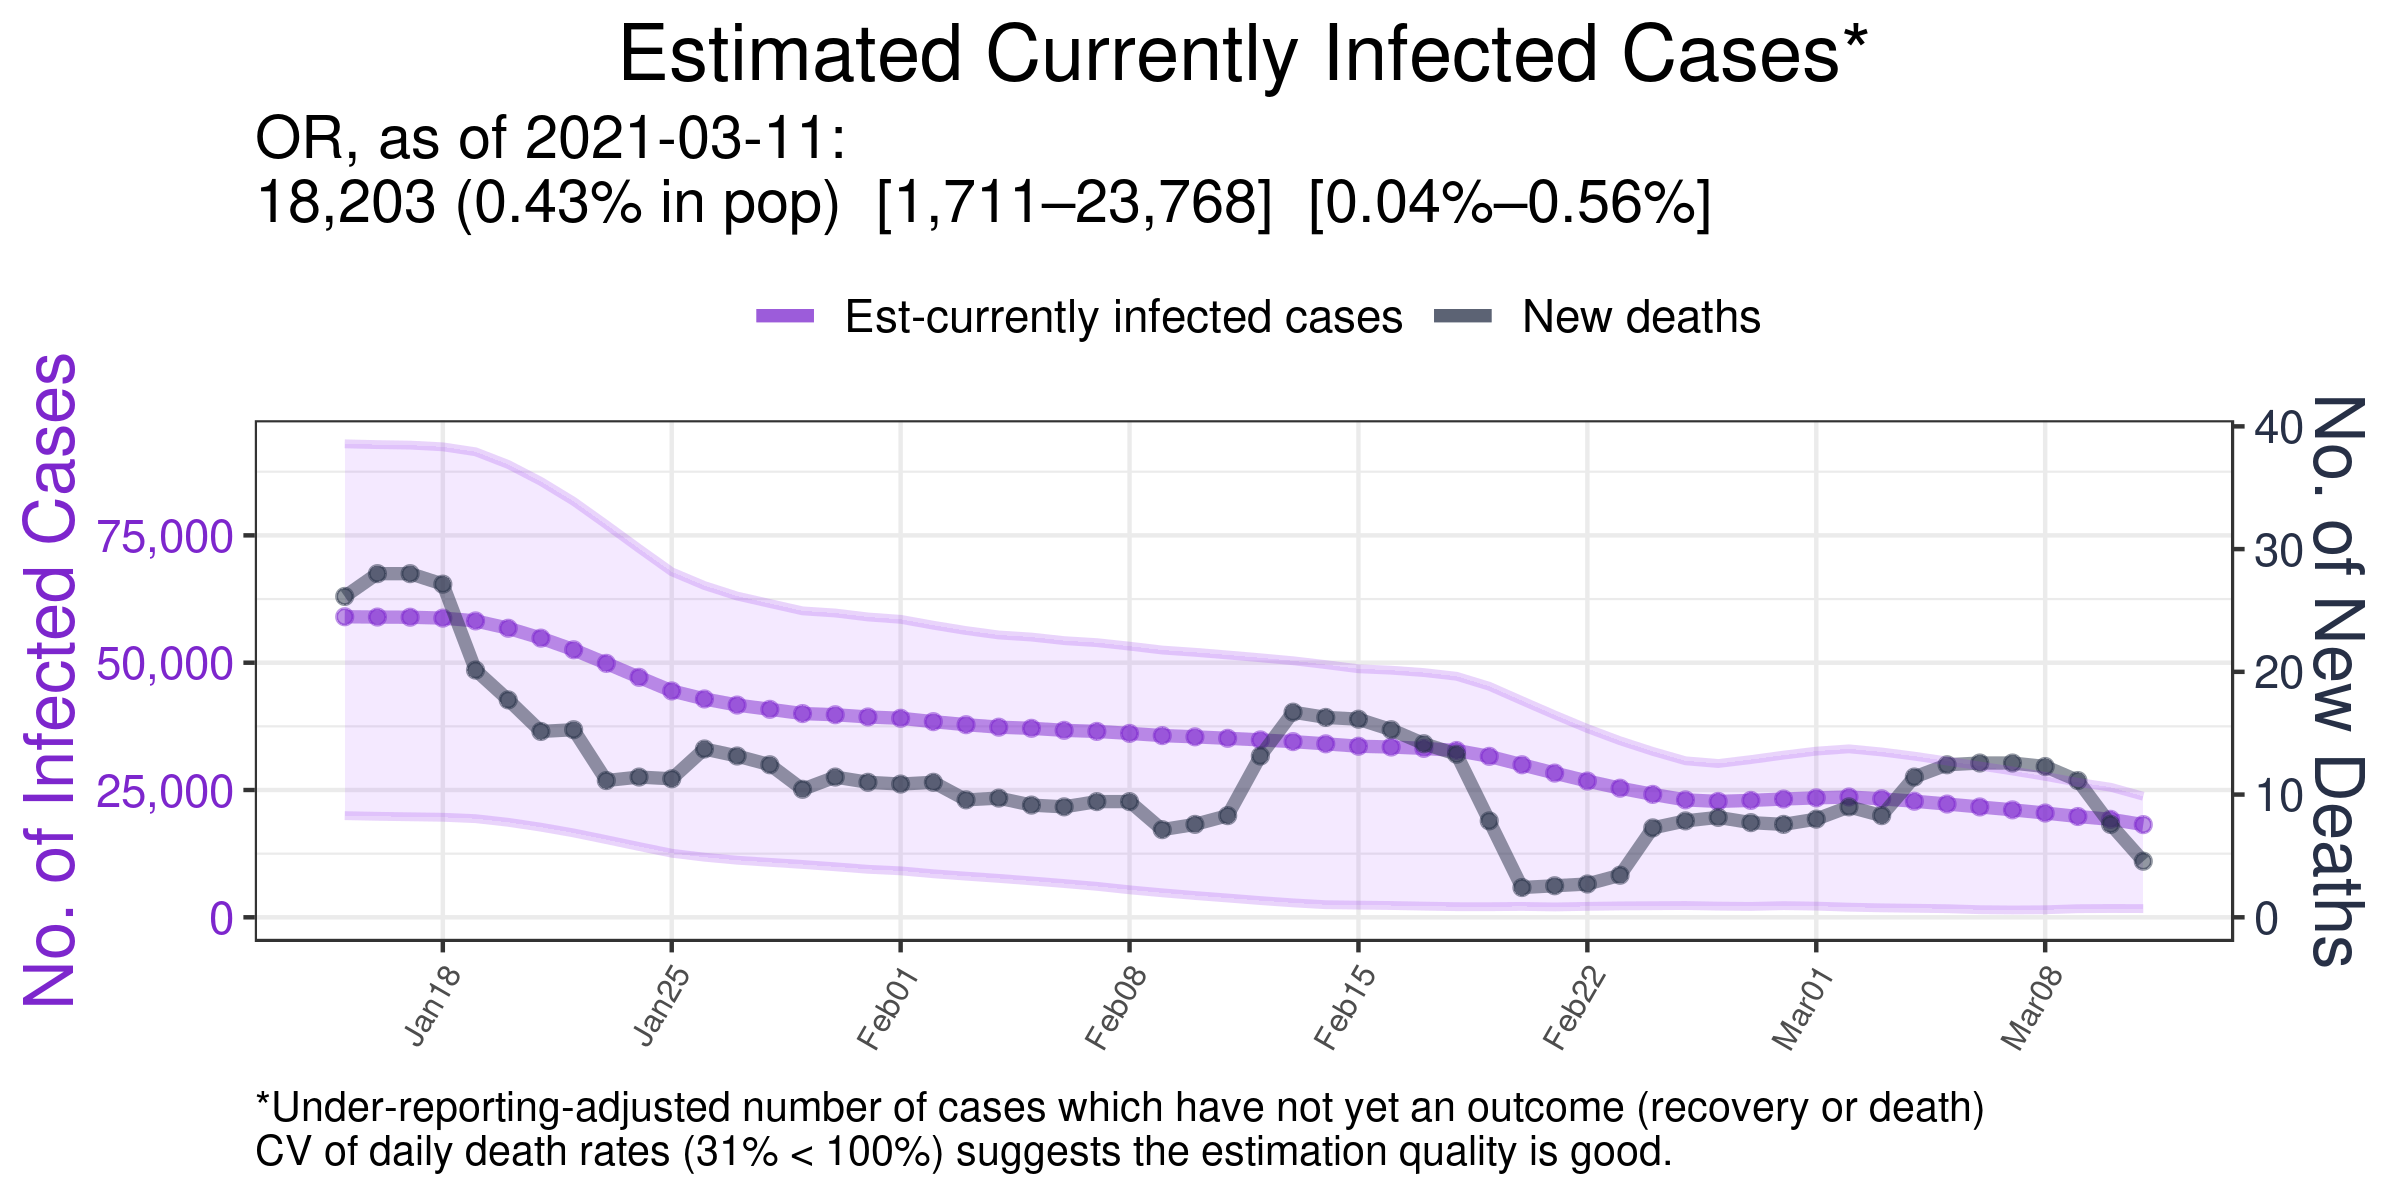 Estimated Currently Infected Cases*
OR, as of 2021-03-11:
18,203 (0.43% in pop)  [1,711–23,768]  [0.04%–0.56%]
Est-currently infected cases
New deaths
No. of Infected Cases
75,000
50,000
25,000
0
40
30
20
10
0
No. of New Deaths
Jan18
Jan25
Feb01
Feb08
Feb15
Feb22
Mar01
Mar08
*Under-reporting-adjusted number of cases which have not yet an outcome (recovery or death)
CV of daily death rates (31% < 100%) suggests the estimation quality is good.